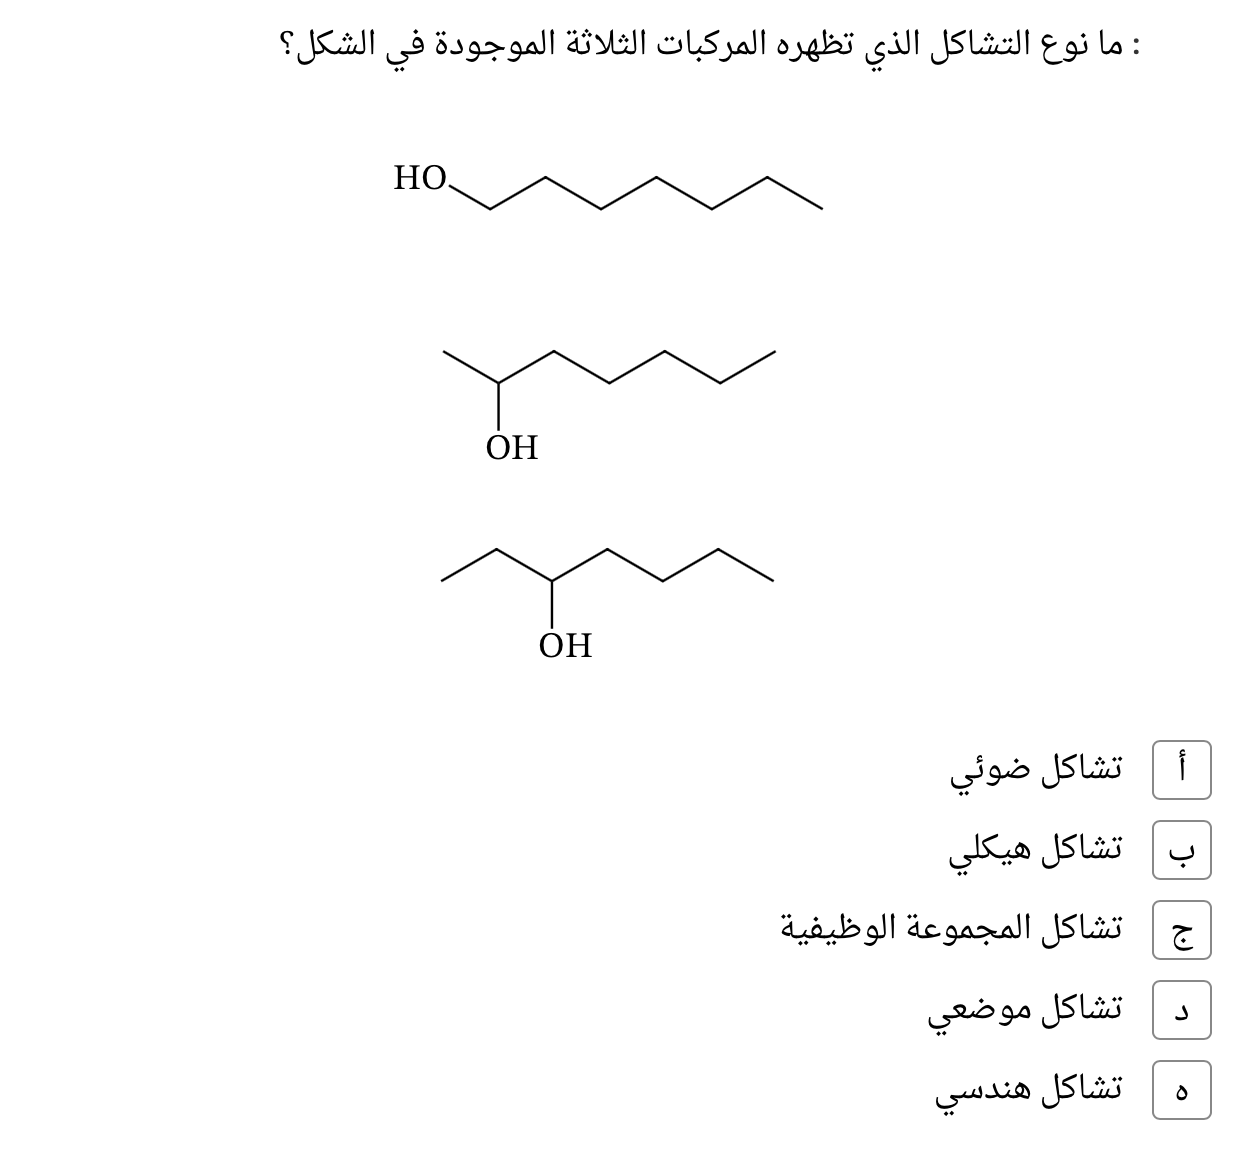 : ما نوع التشاكل الذي تظهره المركبات الثلاثة الموجودة في الشكل؟
HO
OH
OH
أ تشاكل ضوئي
ب تشاكل هيكلي
ج تشاكل المجموعة الوظيفية
د تشاكل موضعي
ه تشاكل هندسي